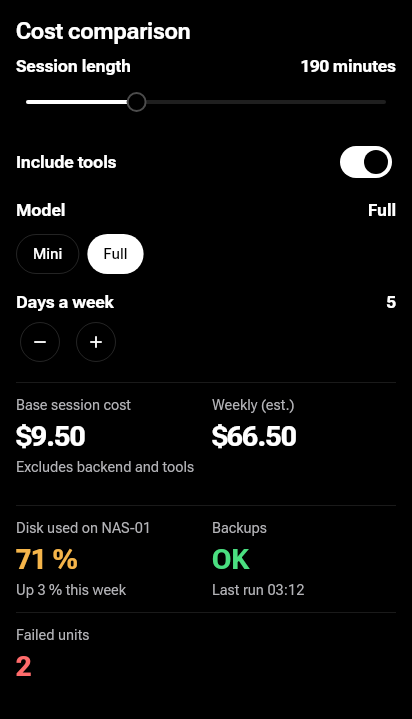 Cost comparison
Session length 190 minutes
Include tools
Model Full
Mini Full
Days a week 5
Base session cost Weekly (est.)
$9.50 $66.50
Excludes backend and tools
Disk used on NAS-01 Backups
71 % OK
Up 3 % this week Last run 03:12
Failed units
2